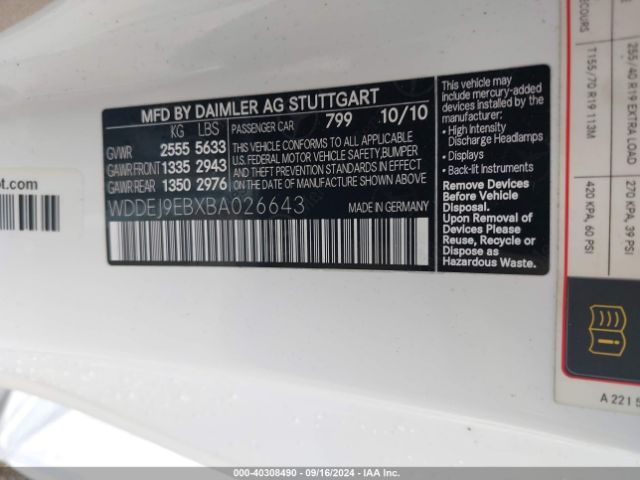 MFD BY DAIMLER AG STUTTGART
KG LBS
GVWR 2555 5633
GAWR FRONT 1335 2943
GAWR REAR 1350 2976
PASSENGER CAR 799 10/10
THIS VEHICLE CONFORMS TO ALL APPLICABLE
U.S. FEDERAL MOTOR VEHICLE SAFETY, BUMPER
AND THEFT PREVENTION STANDARDS IN EFFECT
ON THE DATE OF MANUFACTURE SHOWN ABOVE.
WDDEJ9EBXBA026643
MADE IN GERMANY
This vehicle may
include mercury-added
devices installed by the
manufacturer:
• High Intensity
Discharge Headlamps
• Displays
• Back-lit Instruments
Remove Devices
Before Vehicle
Disposal.
Upon Removal of
Devices Please
Reuse, Recycle or
Dispose as
Hazardous Waste.
ot.com
SECOURS
T155/70 R19 113M
420 KPA, 60 PSI
255/40 R19 EXTRA LOAD
270 KPA, 39 PSI
A 221 5
000-40308490 - 09/16/2024 - IAA Inc.